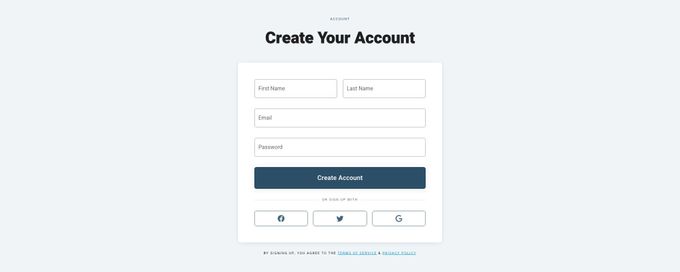 ACCOUNT
Create Your Account
First Name
Last Name
Email
Password
Create Account
OR SIGN UP WITH
BY SIGNING UP, YOU AGREE TO THE TERMS OF SERVICE & PRIVACY POLICY